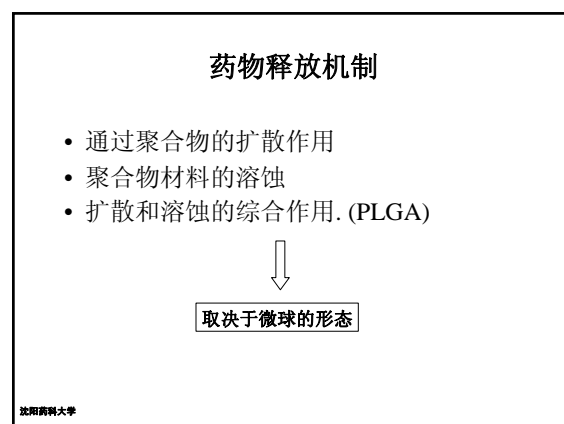 药物释放机制
• 通过聚合物的扩散作用
• 聚合物材料的溶蚀
• 扩散和溶蚀的综合作用. (PLGA)
取决于微球的形态
沈阳药科大学